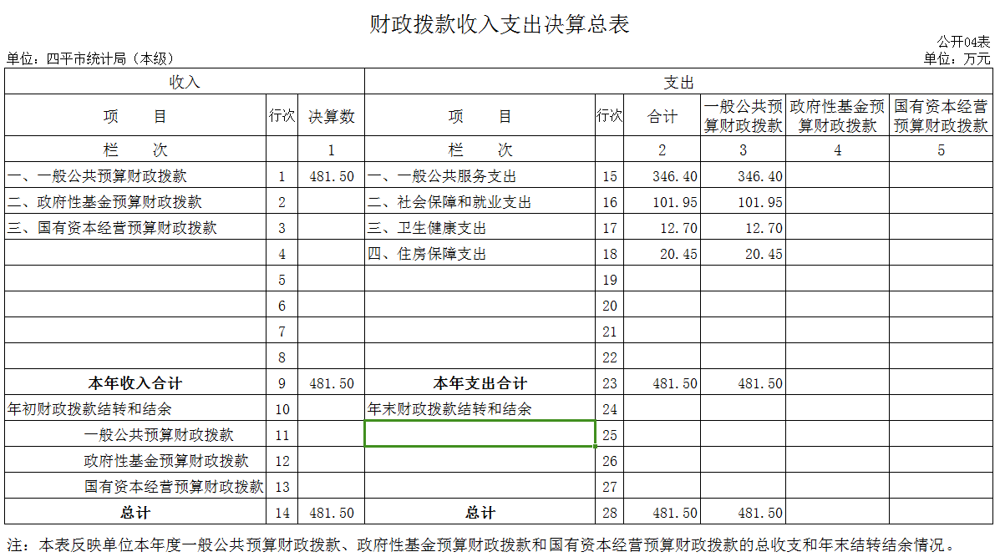 财政拨款收入支出决算总表
公开04表
单位：四平市统计局（本级） 单位：万元
收入 支出
项 目 行次 决算数 项 目 行次 合计 一般公共预算财政拨款 政府性基金预算财政拨款 国有资本经营预算财政拨款
栏 次 1 栏 次 2 3 4 5
一、一般公共预算财政拨款 1 481.50 一、一般公共服务支出 15 346.40 346.40
二、政府性基金预算财政拨款 2 二、社会保障和就业支出 16 101.95 101.95
三、国有资本经营预算财政拨款 3 三、卫生健康支出 17 12.70 12.70
4 四、住房保障支出 18 20.45 20.45
5 19
6 20
7 21
8 22
本年收入合计 9 481.50 本年支出合计 23 481.50 481.50
年初财政拨款结转和结余 10 年末财政拨款结转和结余 24
一般公共预算财政拨款 11 25
政府性基金预算财政拨款 12 26
国有资本经营预算财政拨款 13 27
总计 14 481.50 总计 28 481.50 481.50
注：本表反映单位本年度一般公共预算财政拨款、政府性基金预算财政拨款和国有资本经营预算财政拨款的总收支和年末结转结余情况。